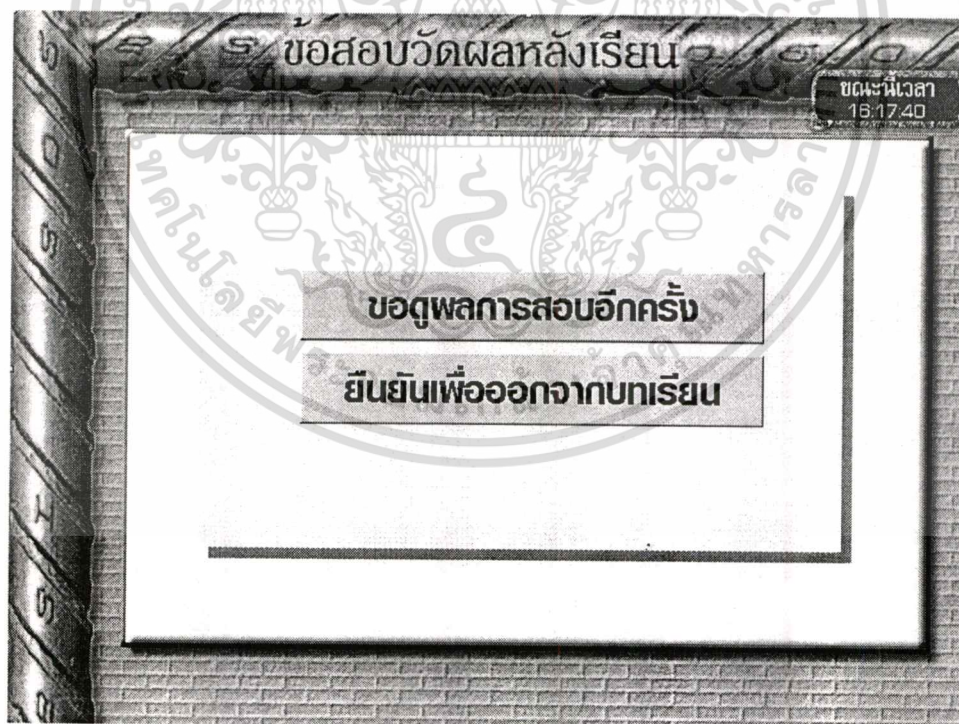 ข้อสอบวัดผลหลังเรียน
ขณะนี้เวลา
16:17:40
ขอดูผลการสอบอีกครั้ง
ยืนยันเพื่อออกจากบทเรียน